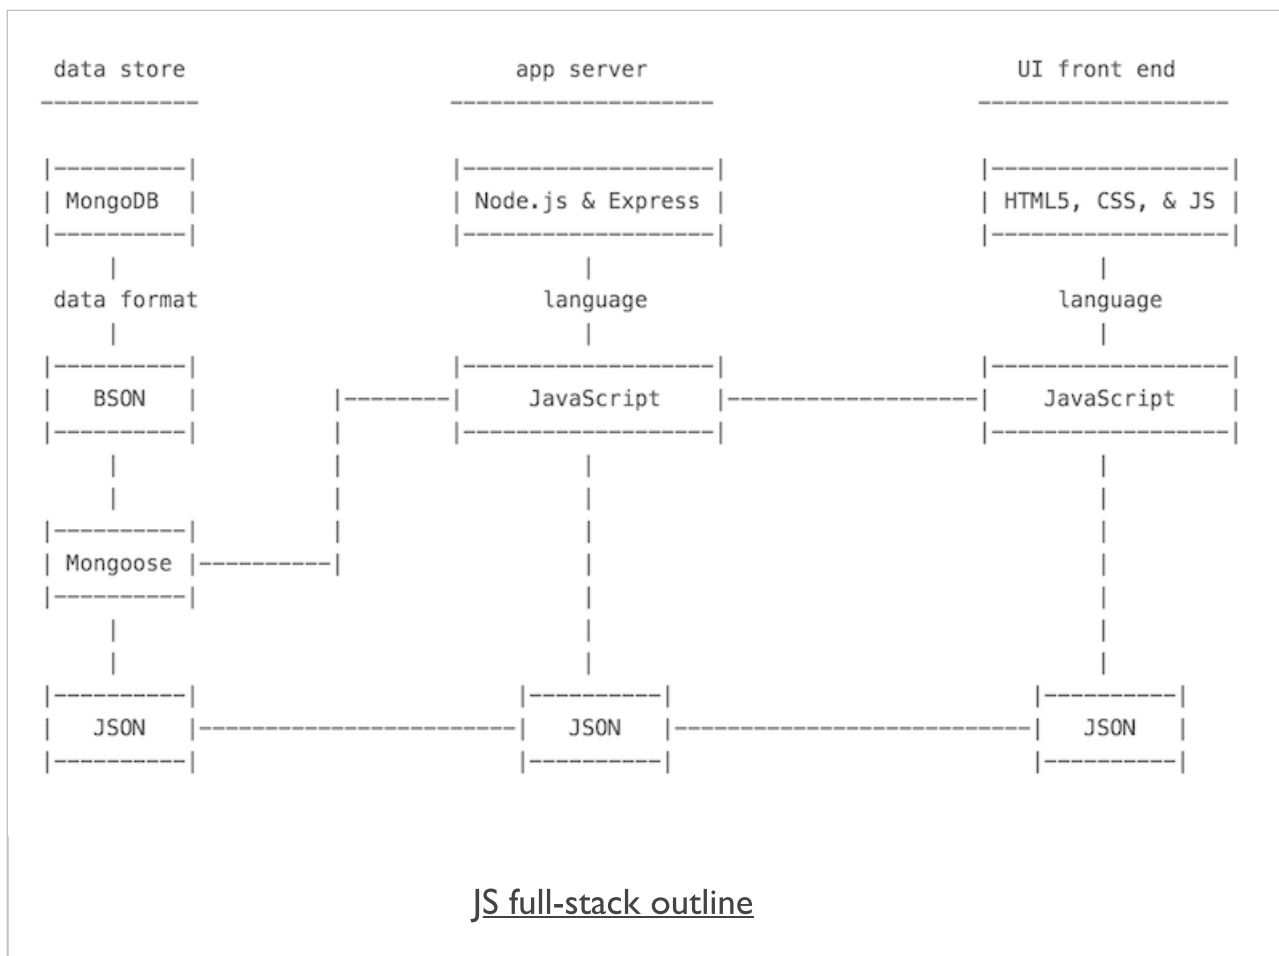 data store app server UI front end
MongoDB Node.js & Express HTML5, CSS, & JS
data format language language
BSON JavaScript JavaScript
Mongoose
JSON JSON JSON
JS full-stack outline